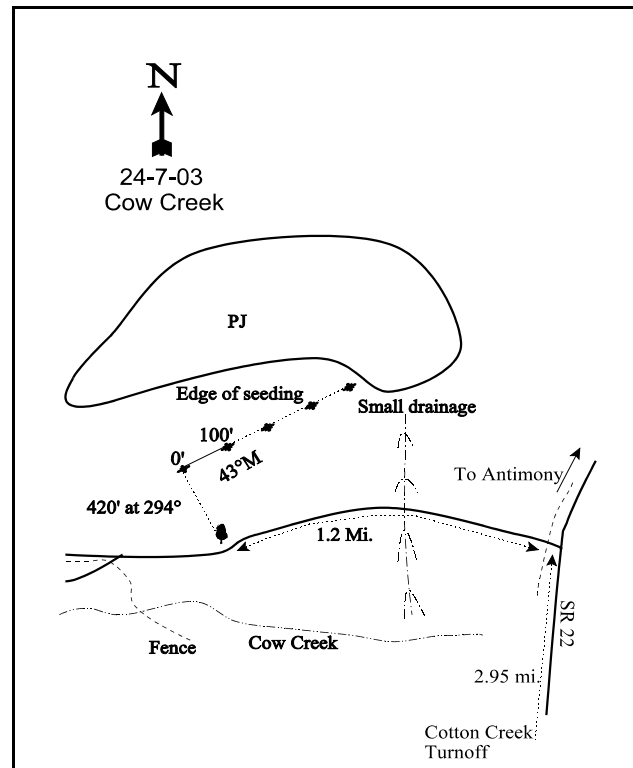 N
24-7-03
Cow Creek
PJ
Edge of seeding
Small drainage
100'
0'
43°M
To Antimony
420' at 294°
1.2 Mi.
SR 22
Fence
Cow Creek
2.95 mi.
Cotton Creek
Turnoff